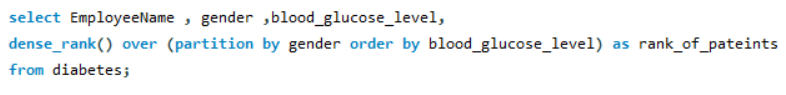 select EmployeeName , gender ,blood_glucose_level,
dense_rank() over (partition by gender order by blood_glucose_level) as rank_of_pateints
from diabetes;